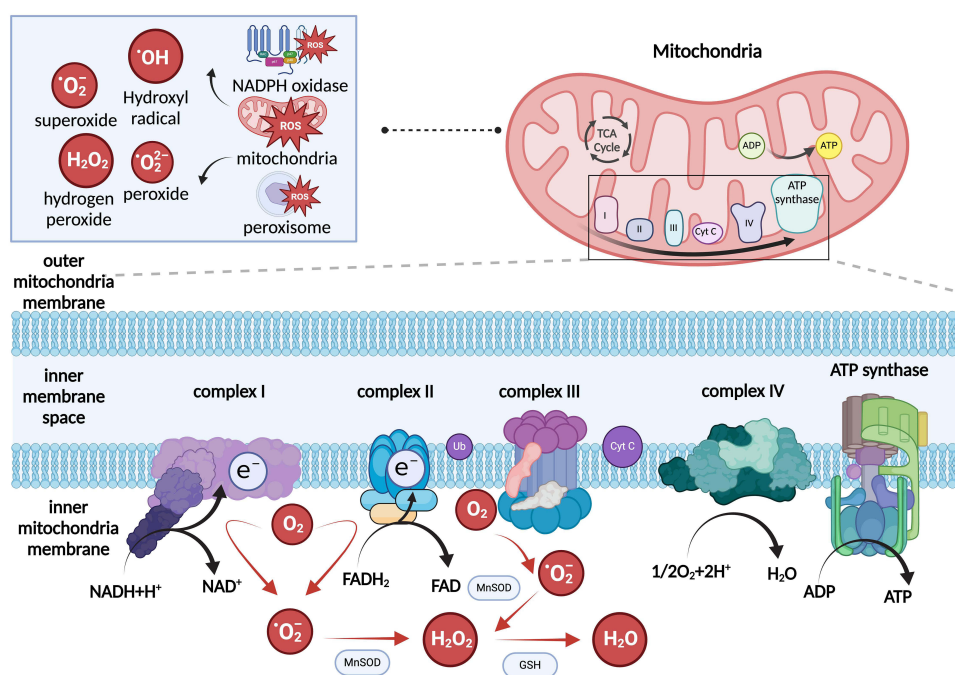 •OH
•O₂⁻
superoxide
Hydroxyl
radical
H₂O₂
hydrogen
peroxide
•O₂²⁻
peroxide
ROS
NADPH oxidase
ROS
mitochondria
ROS
peroxisome
Mitochondria
TCA
Cycle
ADP
ATP
I
II
III
Cyt C
IV
ATP
synthase
outer
mitochondria
membrane
inner
membrane
space
complex I
complex II
complex III
complex IV
ATP synthase
Ub
Cyt C
e⁻
e⁻
inner
mitochondria
membrane
O₂
O₂
NADH+H⁺
NAD⁺
FADH₂
FAD
MnSOD
•O₂⁻
1/2O₂+2H⁺
H₂O
ADP
ATP
•O₂⁻
MnSOD
H₂O₂
GSH
H₂O